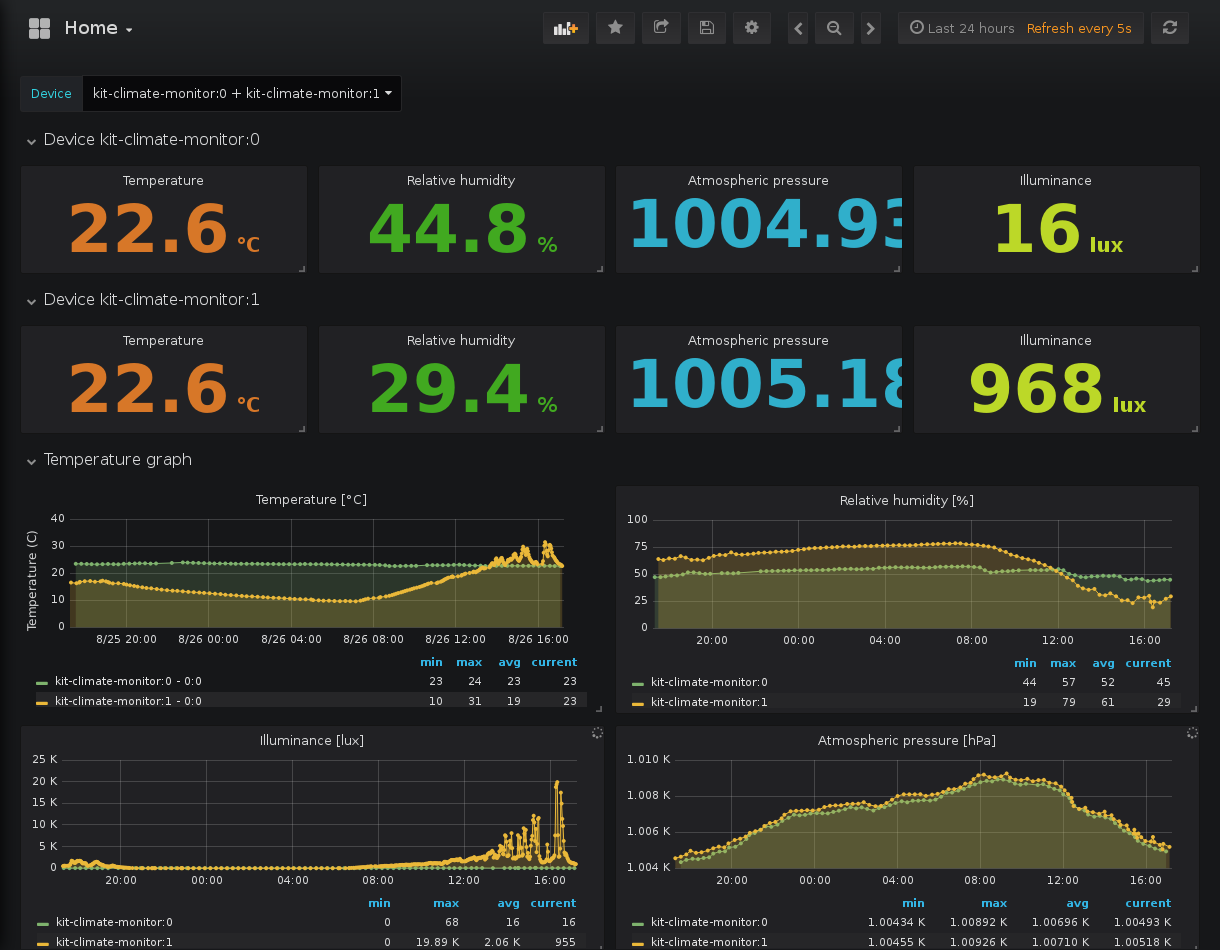 Home
Last 24 hours Refresh every 5s
Device kit-climate-monitor:0 + kit-climate-monitor:1
Device kit-climate-monitor:0
Temperature Relative humidity Atmospheric pressure Illuminance
22.6 °C 44.8 % 1004.93 16 lux
Device kit-climate-monitor:1
Temperature Relative humidity Atmospheric pressure Illuminance
22.6 °C 29.4 % 1005.18 968 lux
Temperature graph
Temperature [°C]
Temperature (C)
40
30
20
10
0
8/25 20:00 8/26 00:00 8/26 04:00 8/26 08:00 8/26 12:00 8/26 16:00
min max avg current
kit-climate-monitor:0 - 0:0 23 24 23 23
kit-climate-monitor:1 - 0:0 10 31 19 23
Relative humidity [%]
100
75
50
25
0
20:00 00:00 04:00 08:00 12:00 16:00
min max avg current
kit-climate-monitor:0 44 57 52 45
kit-climate-monitor:1 19 79 61 29
Illuminance [lux]
25 K
20 K
15 K
10 K
5 K
0
20:00 00:00 04:00 08:00 12:00 16:00
min max avg current
kit-climate-monitor:0 0 68 16 16
kit-climate-monitor:1 0 19.89 K 2.06 K 955
Atmospheric pressure [hPa]
1.010 K
1.008 K
1.006 K
1.004 K
20:00 00:00 04:00 08:00 12:00 16:00
min max avg current
kit-climate-monitor:0 1.00434 K 1.00892 K 1.00696 K 1.00493 K
kit-climate-monitor:1 1.00455 K 1.00926 K 1.00710 K 1.00518 K